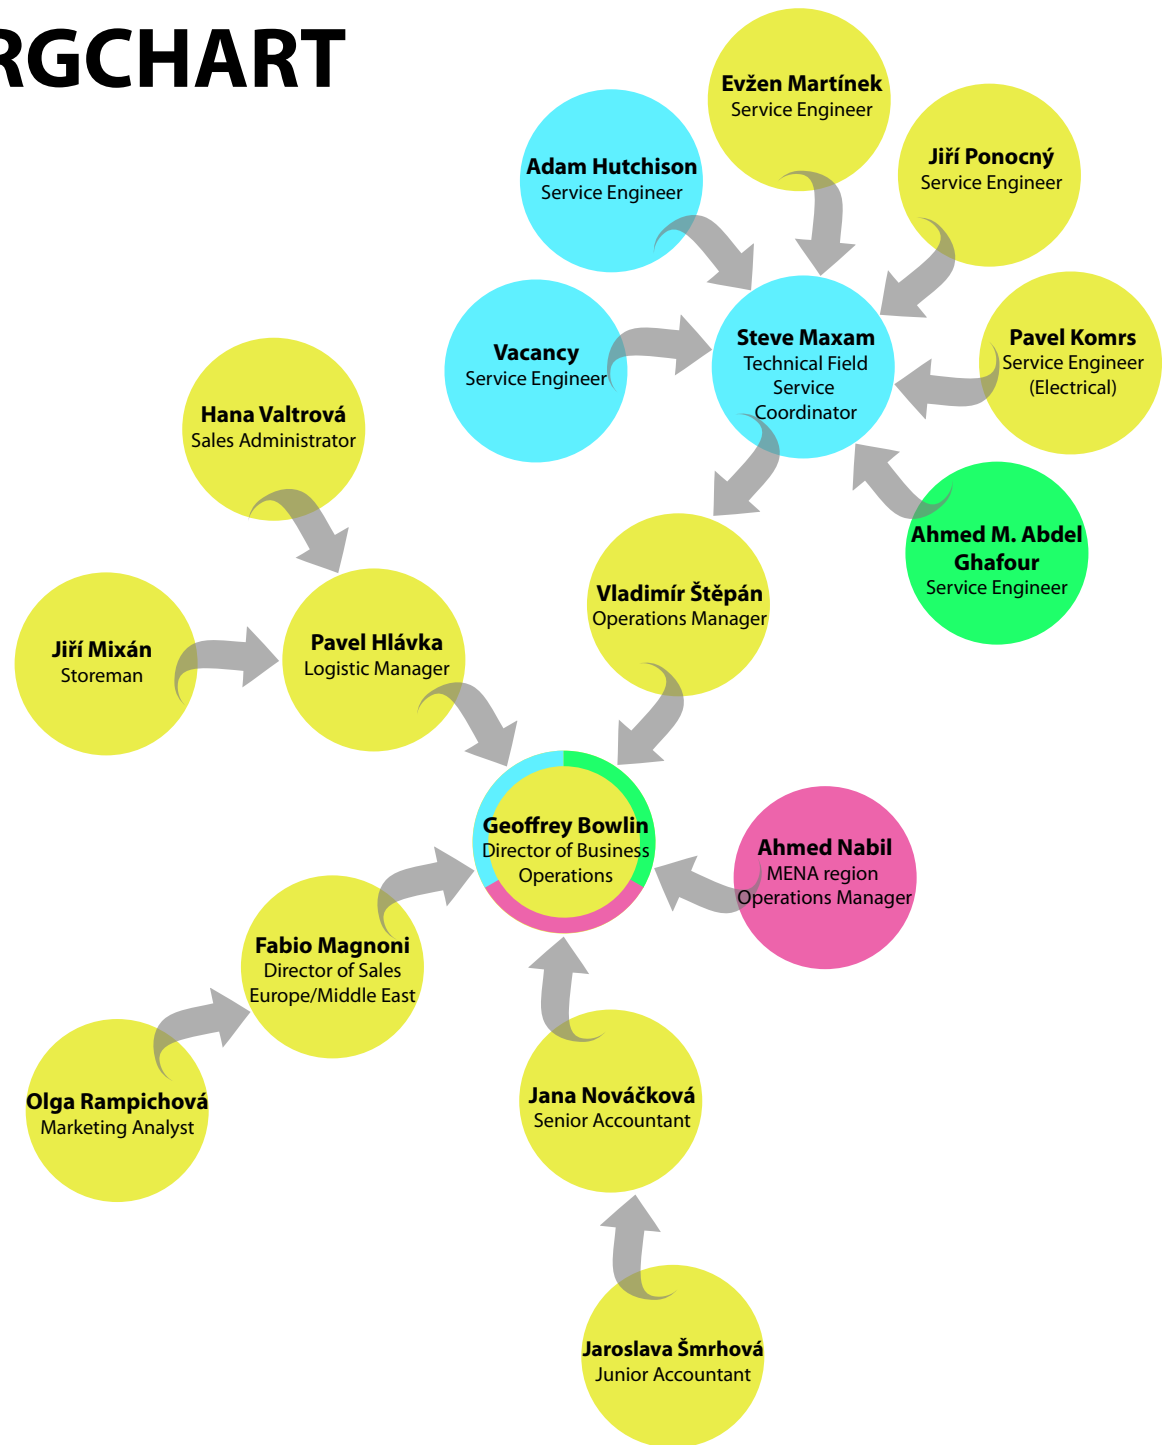 RGCHART
Evžen Martínek
Service Engineer
Adam Hutchison
Service Engineer
Jiří Ponocný
Service Engineer
Vacancy
Service Engineer
Steve Maxam
Technical Field
Service
Coordinator
Pavel Komrs
Service Engineer
(Electrical)
Hana Valtrová
Sales Administrator
Ahmed M. Abdel
Ghafour
Service Engineer
Vladimír Štěpán
Operations Manager
Jiří Mixán
Storeman
Pavel Hlávka
Logistic Manager
Geoffrey Bowlin
Director of Business
Operations
Ahmed Nabil
MENA region
Operations Manager
Fabio Magnoni
Director of Sales
Europe/Middle East
Olga Rampichová
Marketing Analyst
Jana Nováčková
Senior Accountant
Jaroslava Šmrhová
Junior Accountant